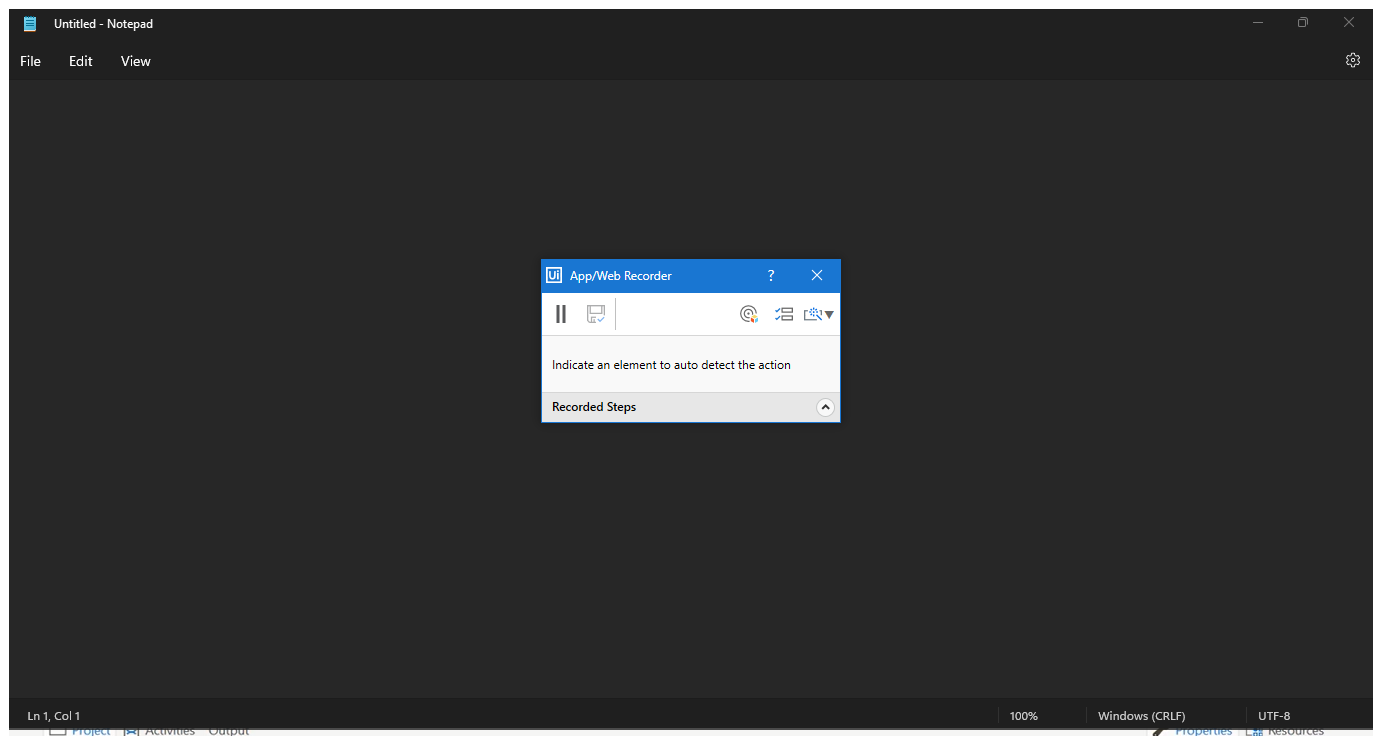 Untitled - Notepad
File Edit View
Ui App/Web Recorder ?
Indicate an element to auto detect the action
Recorded Steps
Ln 1, Col 1 100% Windows (CRLF) UTF-8
Project Activities Output Properties Resources